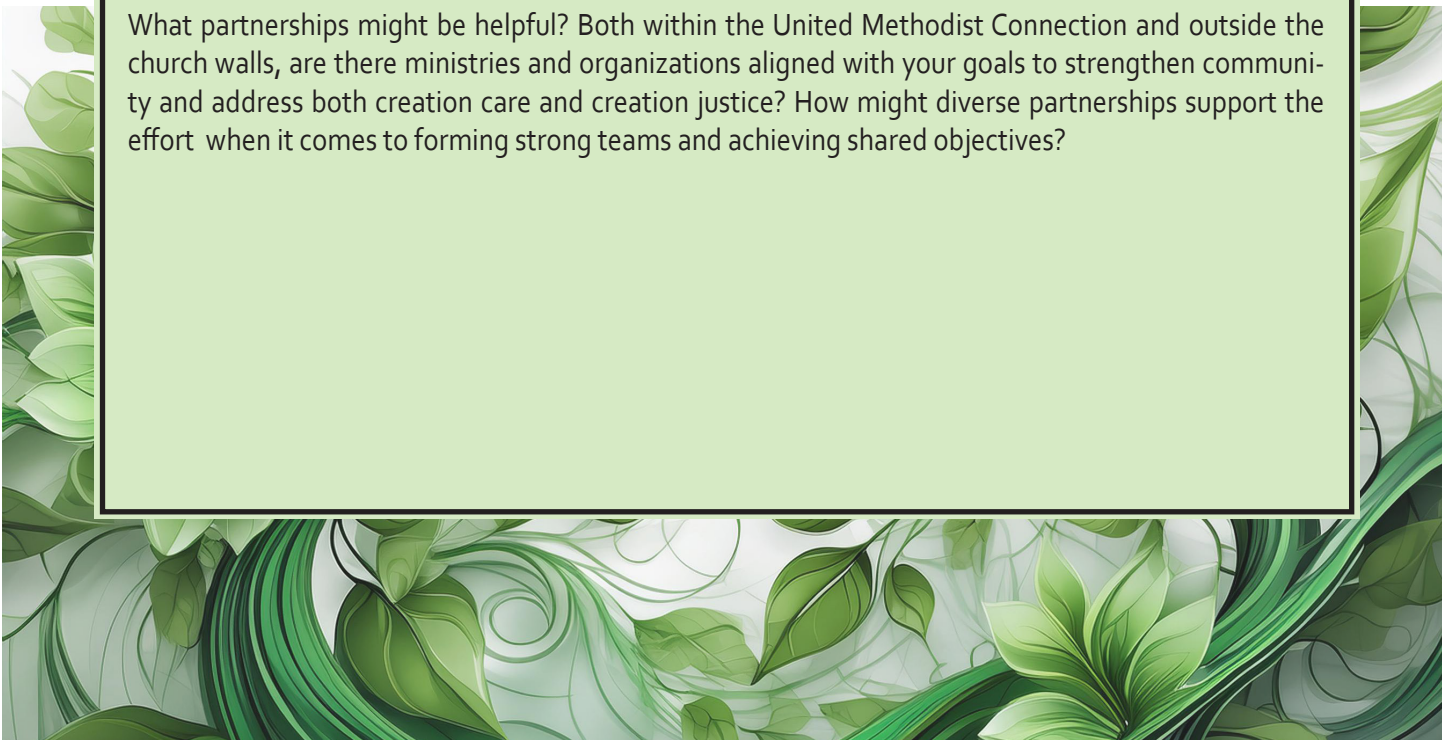 What partnerships might be helpful? Both within the United Methodist Connection and outside the
church walls, are there ministries and organizations aligned with your goals to strengthen communi-
ty and address both creation care and creation justice? How might diverse partnerships support the
effort  when it comes to forming strong teams and achieving shared objectives?